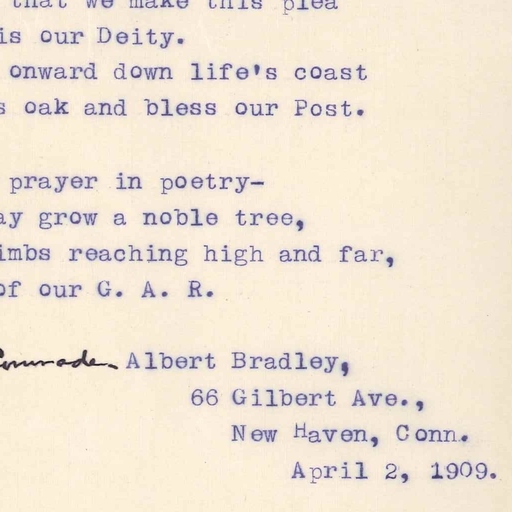 that we make this plea
is our Deity.
onward down life's coast
s oak and bless our Post.
prayer in poetry-
ay grow a noble tree,
imbs reaching high and far,
of our G. A. R.
Comrade Albert Bradley,
66 Gilbert Ave.,
New Haven, Conn.
April 2, 1909.